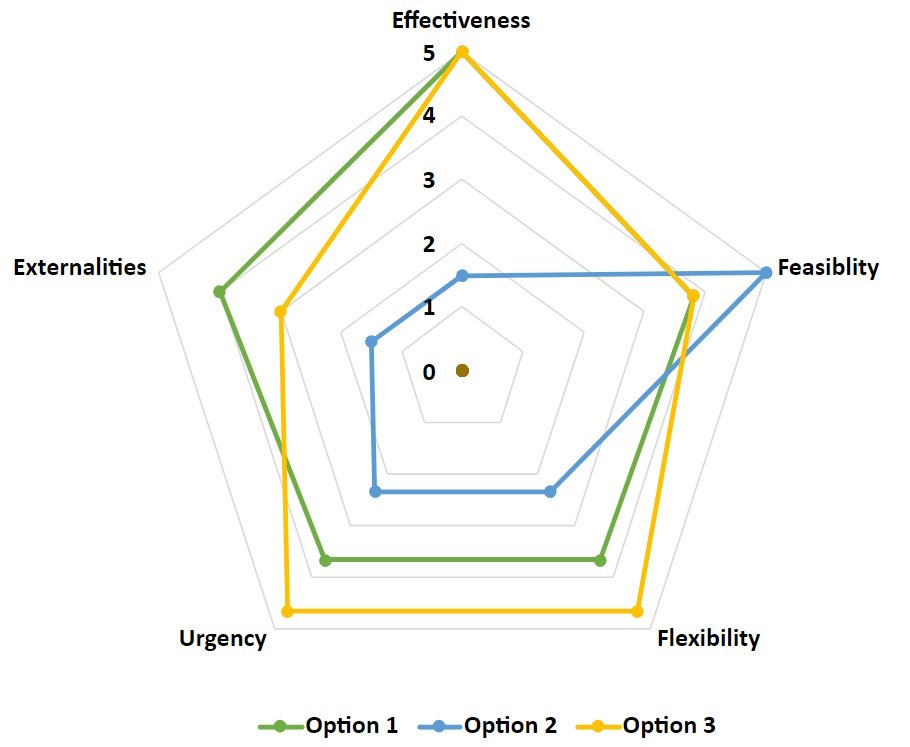 Effectiveness
5
4
3
2
1
0
Externalities
Feasiblity
Urgency
Flexibility
Option 1 Option 2 Option 3